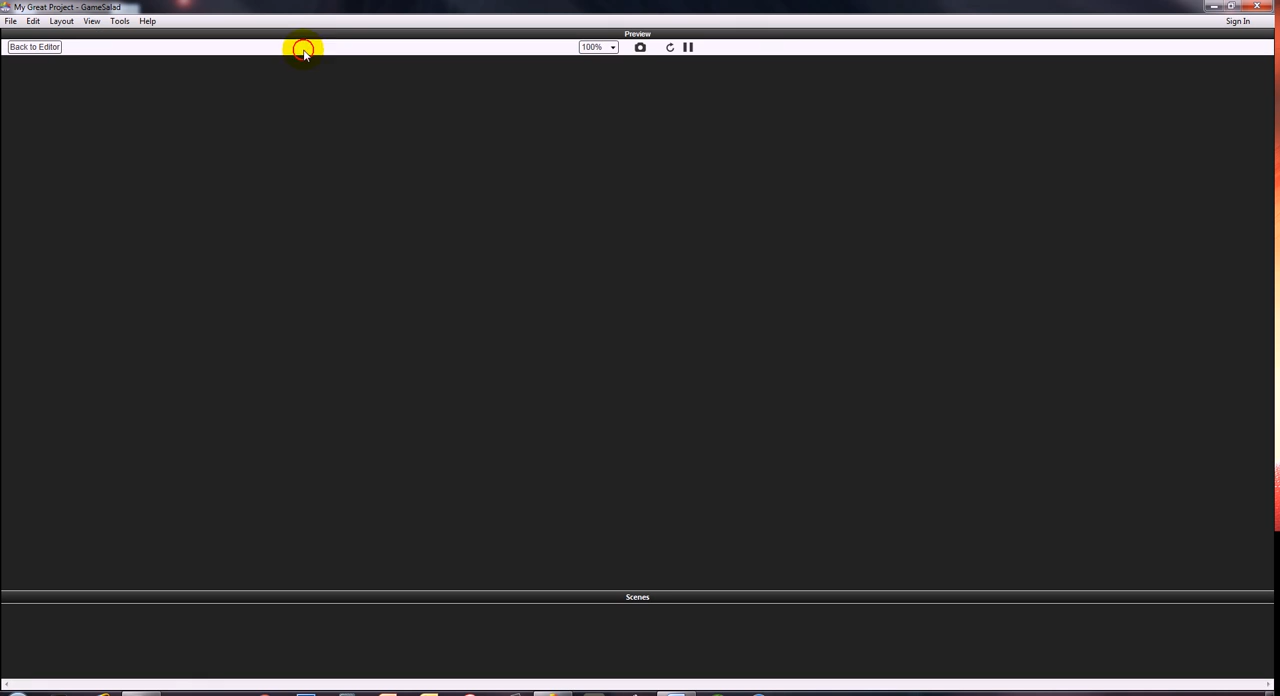 My Great Project - GameSalad
File Edit Layout View Tools Help Sign In
Preview
Back to Editor 100%
Scenes